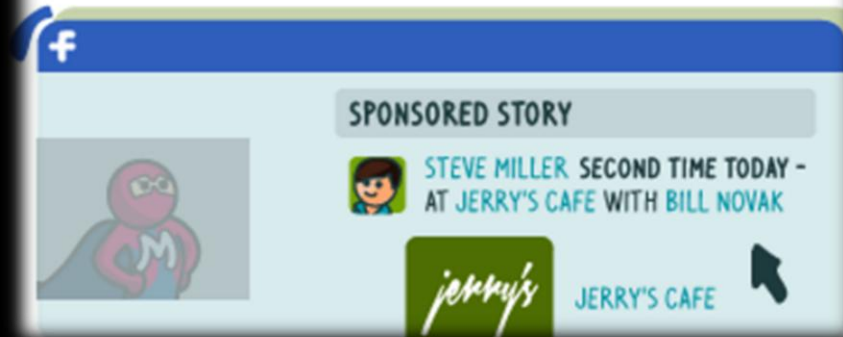 f
SPONSORED STORY
STEVE MILLER SECOND TIME TODAY -
AT JERRY'S CAFE WITH BILL NOVAK
M
jerry's
JERRY'S CAFE